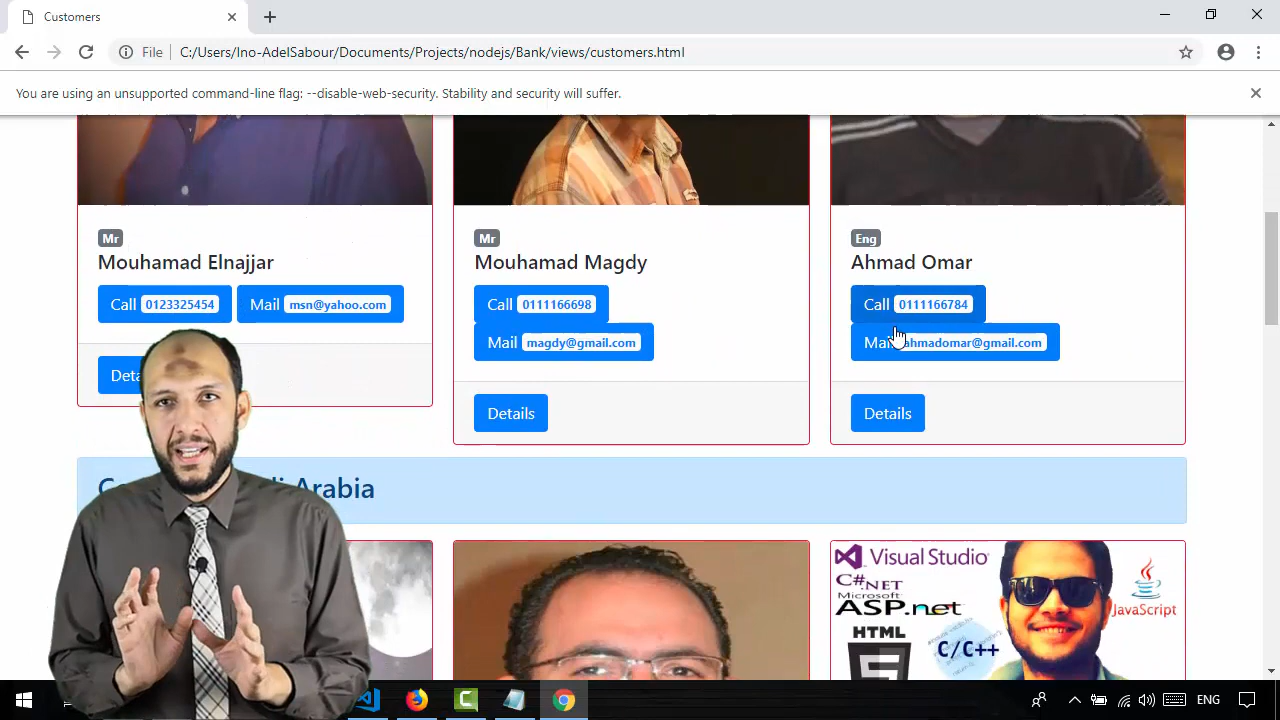 Customers
File C:/Users/Ino-AdelSabour/Documents/Projects/nodejs/Bank/views/customers.html
You are using an unsupported command-line flag: --disable-web-security. Stability and security will suffer.
Mr
Mouhamad Elnajjar
Call 0123325454 Mail msn@yahoo.com
Mr
Mouhamad Magdy
Call 0111166698
Mail magdy@gmail.com
Details
Eng
Ahmad Omar
Call 0111166784
ahmadomar@gmail.com
Details
Arabia
Visual Studio
C#.NET
Microsoft
ASP.net
HTML
C/C++
JavaScript
ENG